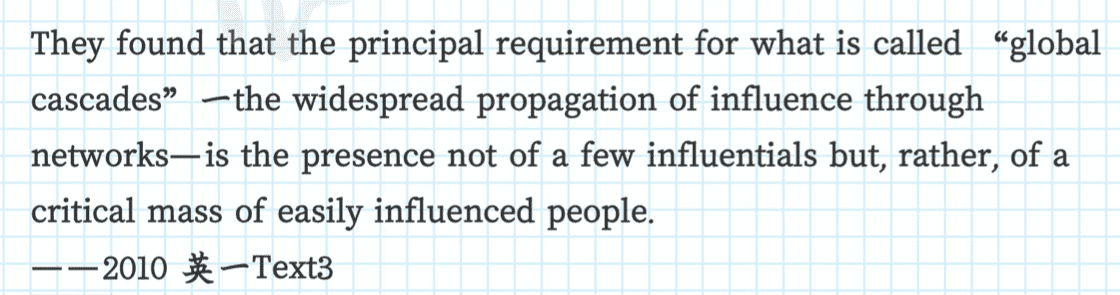 They found that the principal requirement for what is called “global
cascades” —the widespread propagation of influence through
networks—is the presence not of a few influentials but, rather, of a
critical mass of easily influenced people.
——2010 英一Text3